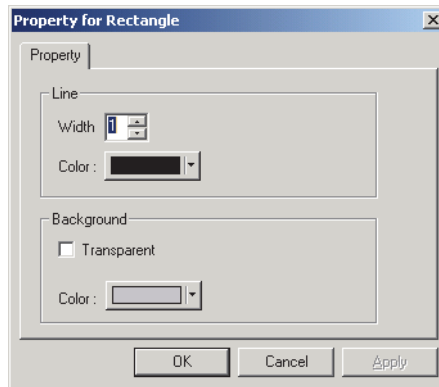 Property for Rectangle
Property
Line
Width 1
Color :
Background
Transparent
Color :
OK Cancel Apply